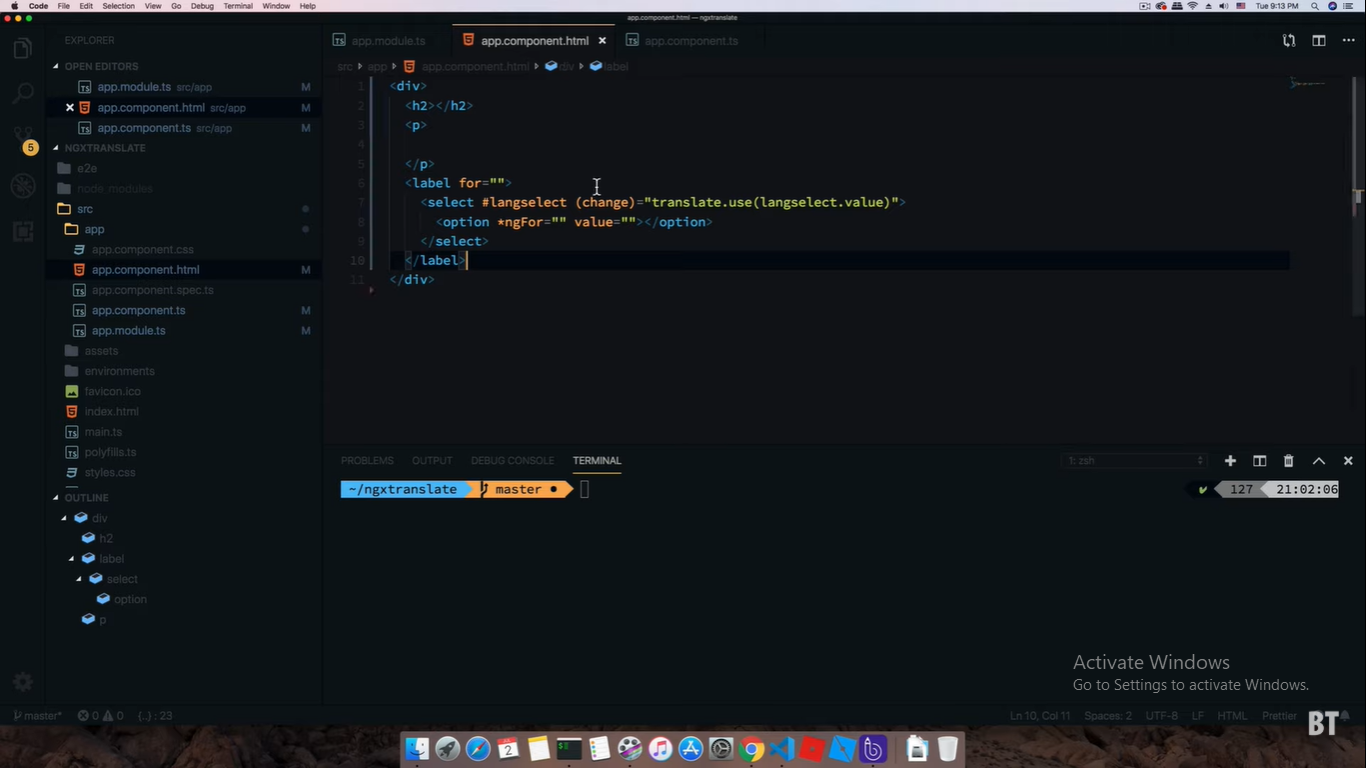 Code File Edit Selection View Go Debug Terminal Window Help
Tue 9:13 PM
app.component.html — ngxtranslate
EXPLORER
app.module.ts app.component.html app.component.ts
OPEN EDITORS
src › app › app.component.html › div › label
app.module.ts src/app M
app.component.html src/app M
app.component.ts src/app M
5
NGXTRANSLATE
e2e
node_modules
src
app
app.component.css
app.component.html M
app.component.spec.ts
app.component.ts M
app.module.ts M
assets
environments
favicon.ico
index.html
main.ts
polyfills.ts
styles.css
OUTLINE
div
h2
label
select
option
p
1 <div>
2 <h2></h2>
3 <p>
4
5 </p>
6 <label for="">
7 <select #langselect (change)="translate.use(langselect.value)">
8 <option *ngFor="" value=""></option>
9 </select>
10 </label>
11 </div>
PROBLEMS OUTPUT DEBUG CONSOLE TERMINAL 1: zsh
~/ngxtranslate master
127 21:02:06
Activate Windows
Go to Settings to activate Windows.
master* 0 0 {..} : 23
Ln 10, Col 11 Spaces: 2 UTF-8 LF HTML Prettier
BT
2